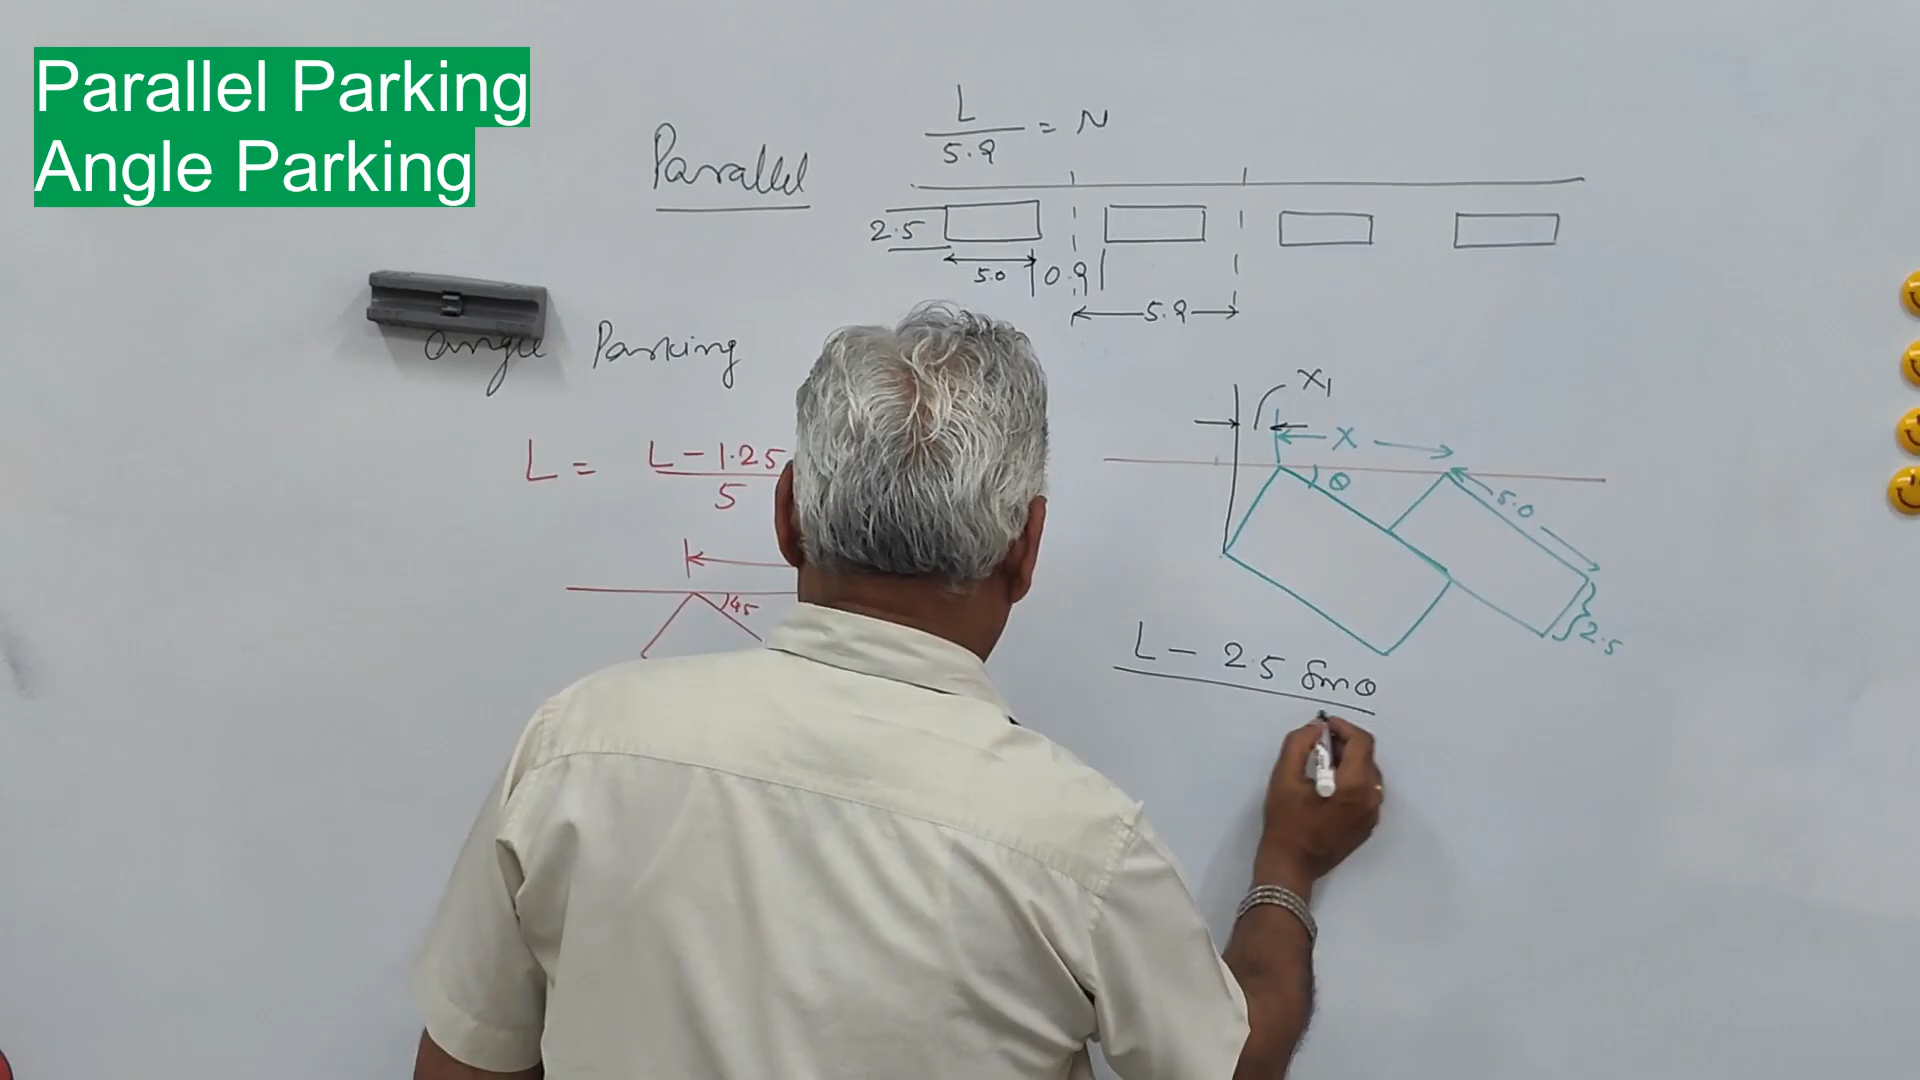 Parallel Parking
Angle Parking
L
5.9 = N
Parallel
2.5
5.0
0.9
5.9
Angle Parking
X1
X
L = L - 1.25
5
θ
5.0
45
2.5
L - 2.5 Sinθ